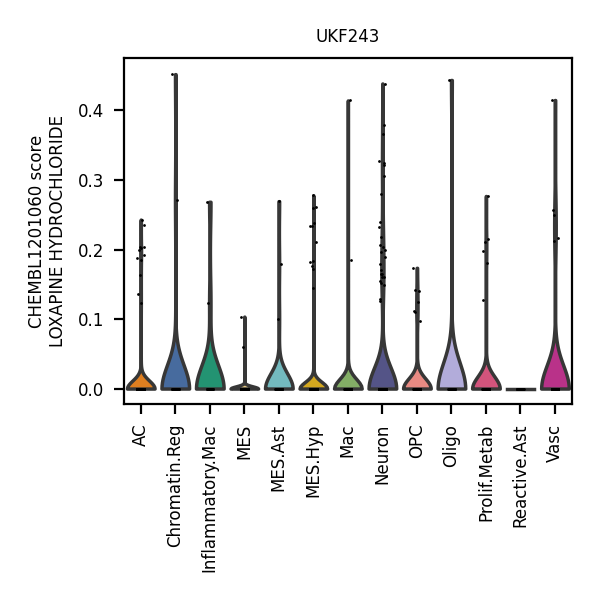 UKF243
CHEMBL1201060 score
LOXAPINE HYDROCHLORIDE
0.4
0.3
0.2
0.1
0.0
AC
Chromatin.Reg
Inflammatory.Mac
MES
MES.Ast
MES.Hyp
Mac
Neuron
OPC
Oligo
Prolif.Metab
Reactive.Ast
Vasc